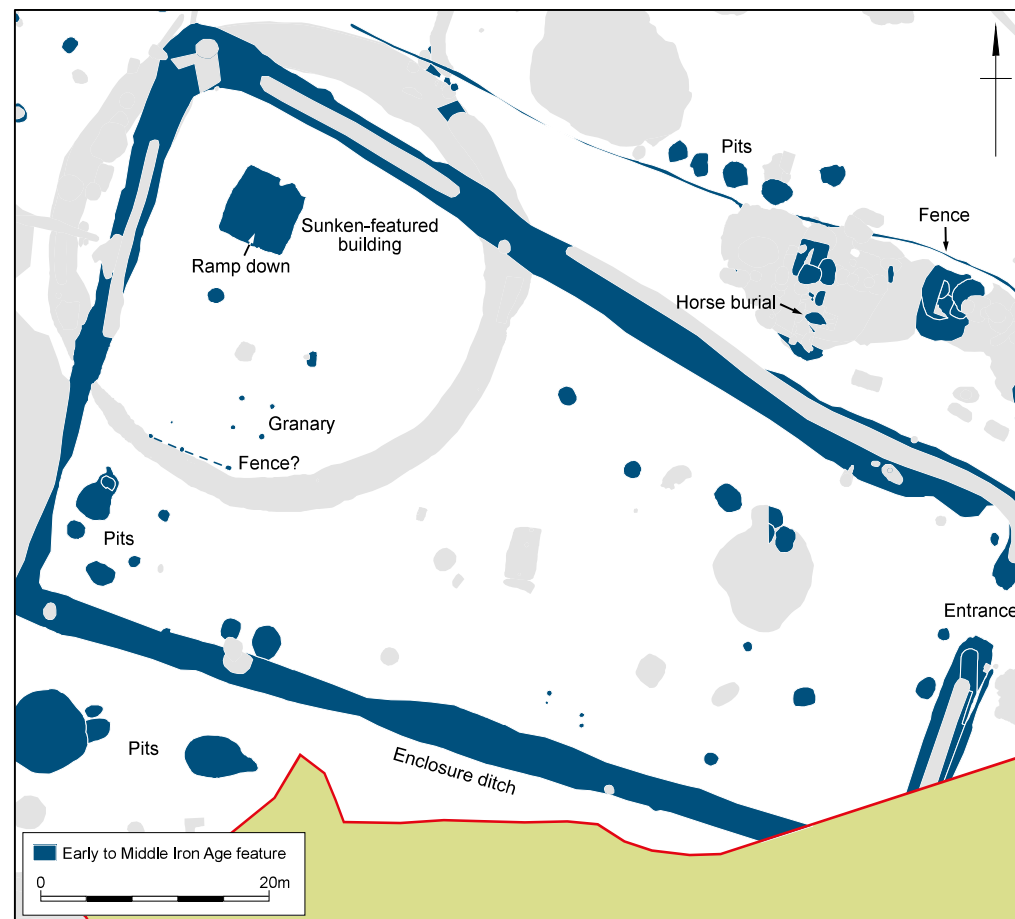 Pits
Fence
Sunken-featured
building
Ramp down
Horse burial
Granary
Fence?
Pits
Entrance
Pits
Enclosure ditch
Early to Middle Iron Age feature
0 20m